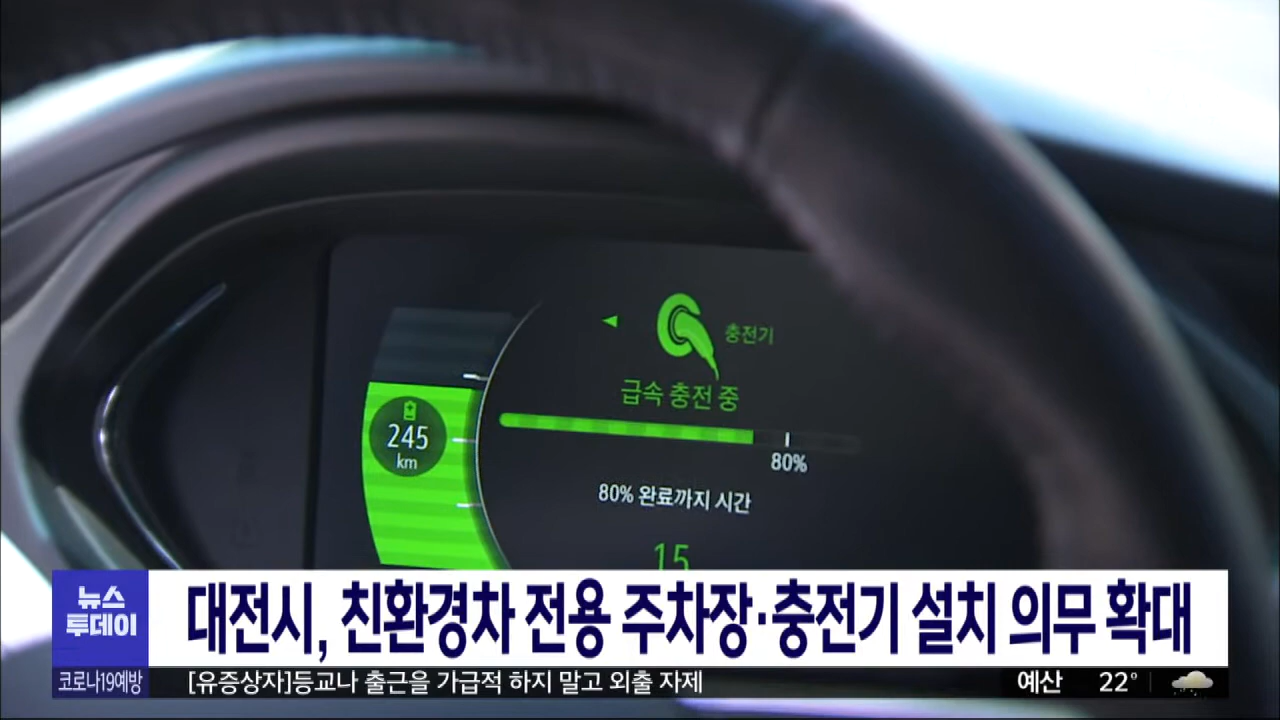 충전기
급속 충전 중
245
km
80%
80% 완료까지 시간
15
뉴스
투데이
대전시, 친환경차 전용 주차장·충전기 설치 의무 확대
코로나19예방
[유증상자]등교나 출근을 가급적 하지 말고 외출 자제
예산 22°